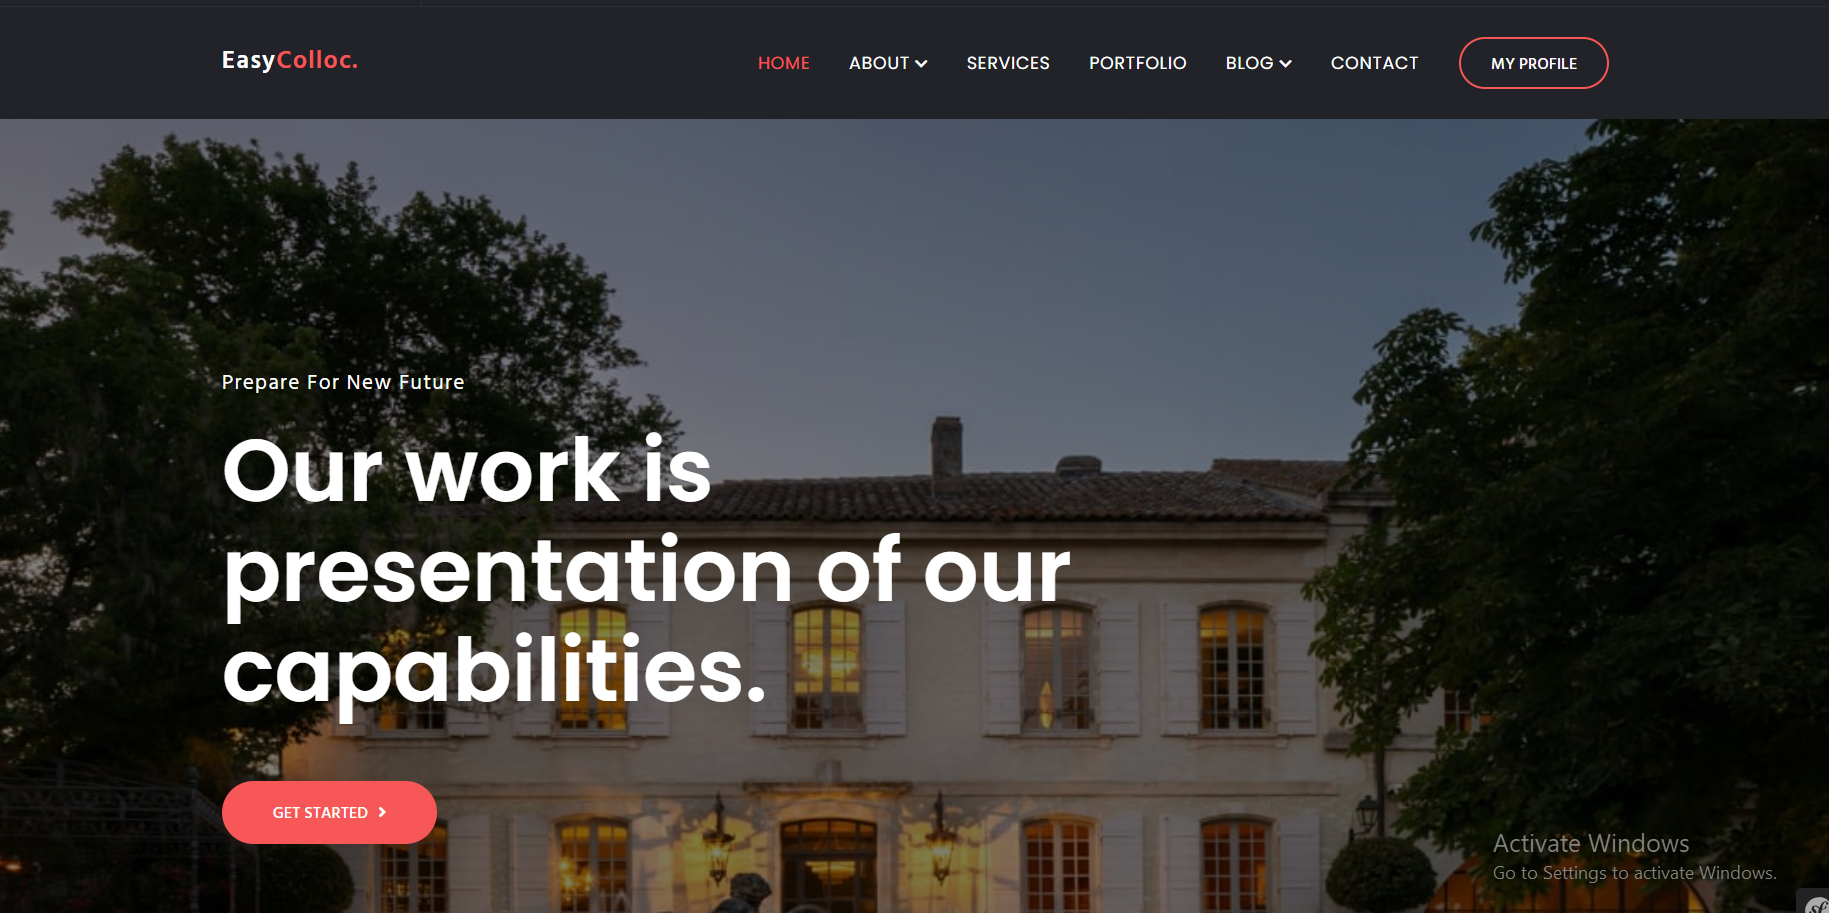 EasyColloc.
HOME ABOUT SERVICES PORTFOLIO BLOG CONTACT MY PROFILE
Prepare For New Future
Our work is
presentation of our
capabilities.
GET STARTED
Activate Windows
Go to Settings to activate Windows.